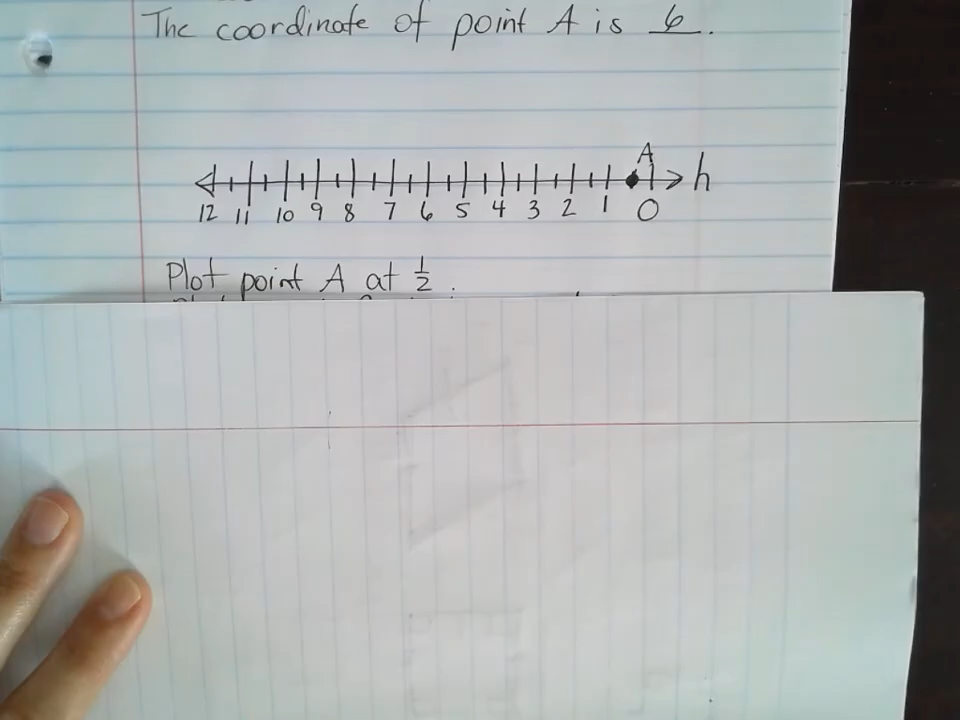 The coordinate of point A is 6.
A
h
12 11 10 9 8 7 6 5 4 3 2 1 0
Plot point A at 1/2.